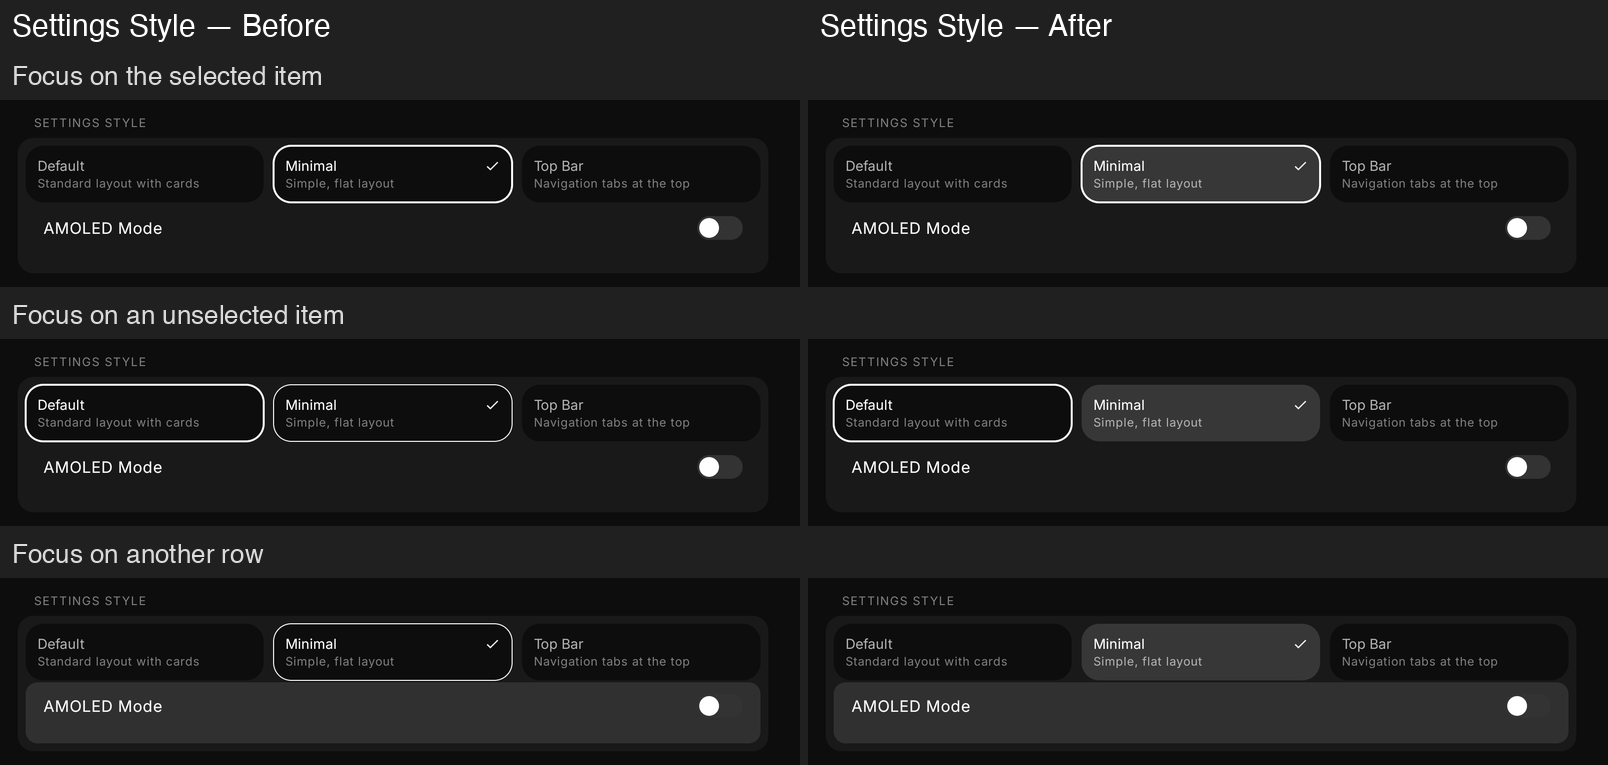 Settings Style — Before
Settings Style — After
Focus on the selected item
SETTINGS STYLE
Default
Standard layout with cards
Minimal
Simple, flat layout
Top Bar
Navigation tabs at the top
AMOLED Mode
SETTINGS STYLE
Default
Standard layout with cards
Minimal
Simple, flat layout
Top Bar
Navigation tabs at the top
AMOLED Mode
Focus on an unselected item
SETTINGS STYLE
Default
Standard layout with cards
Minimal
Simple, flat layout
Top Bar
Navigation tabs at the top
AMOLED Mode
SETTINGS STYLE
Default
Standard layout with cards
Minimal
Simple, flat layout
Top Bar
Navigation tabs at the top
AMOLED Mode
Focus on another row
SETTINGS STYLE
Default
Standard layout with cards
Minimal
Simple, flat layout
Top Bar
Navigation tabs at the top
AMOLED Mode
SETTINGS STYLE
Default
Standard layout with cards
Minimal
Simple, flat layout
Top Bar
Navigation tabs at the top
AMOLED Mode